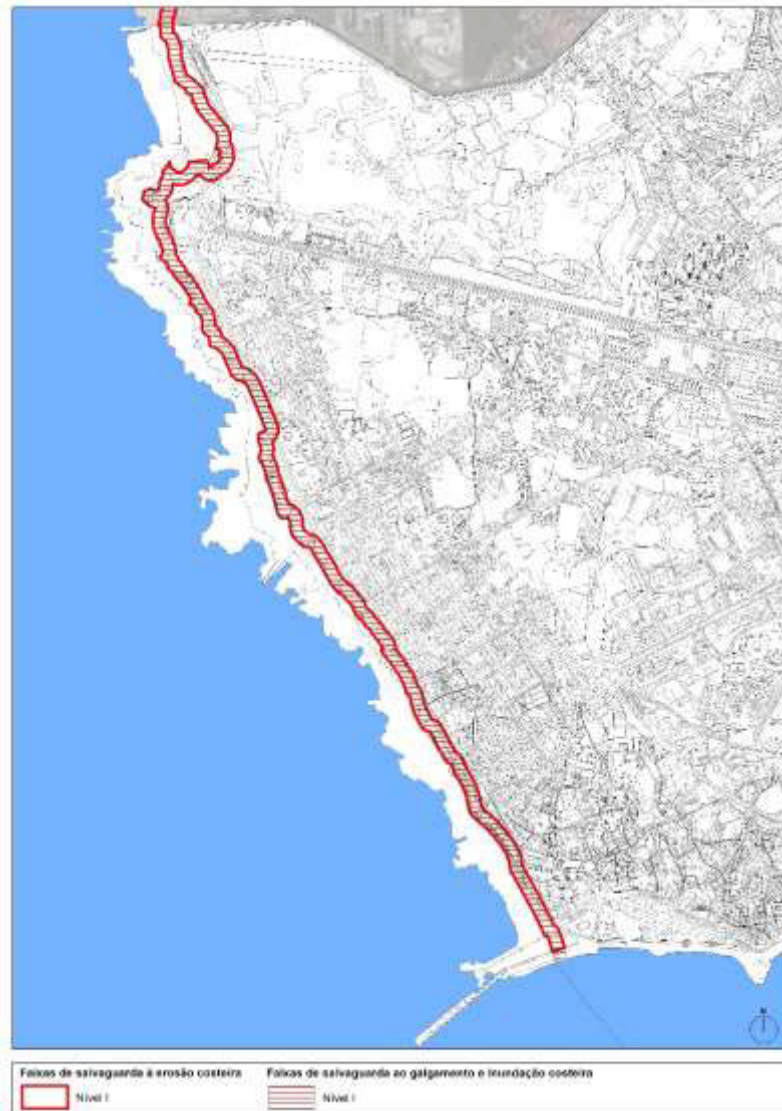 N
Faixas de salvaguarda à erosão costeira
Nível I
Faixas de salvaguarda ao galgamento e inundação costeira
Nível I